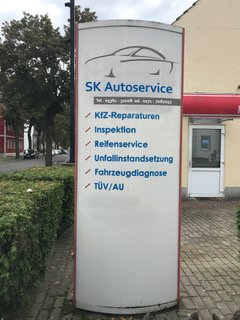 SK Autoservice
KfZ-Reparaturen
Inspektion
Reifenservice
Unfallinstandsetzung
Fahrzeugdiagnose
TÜV/AU